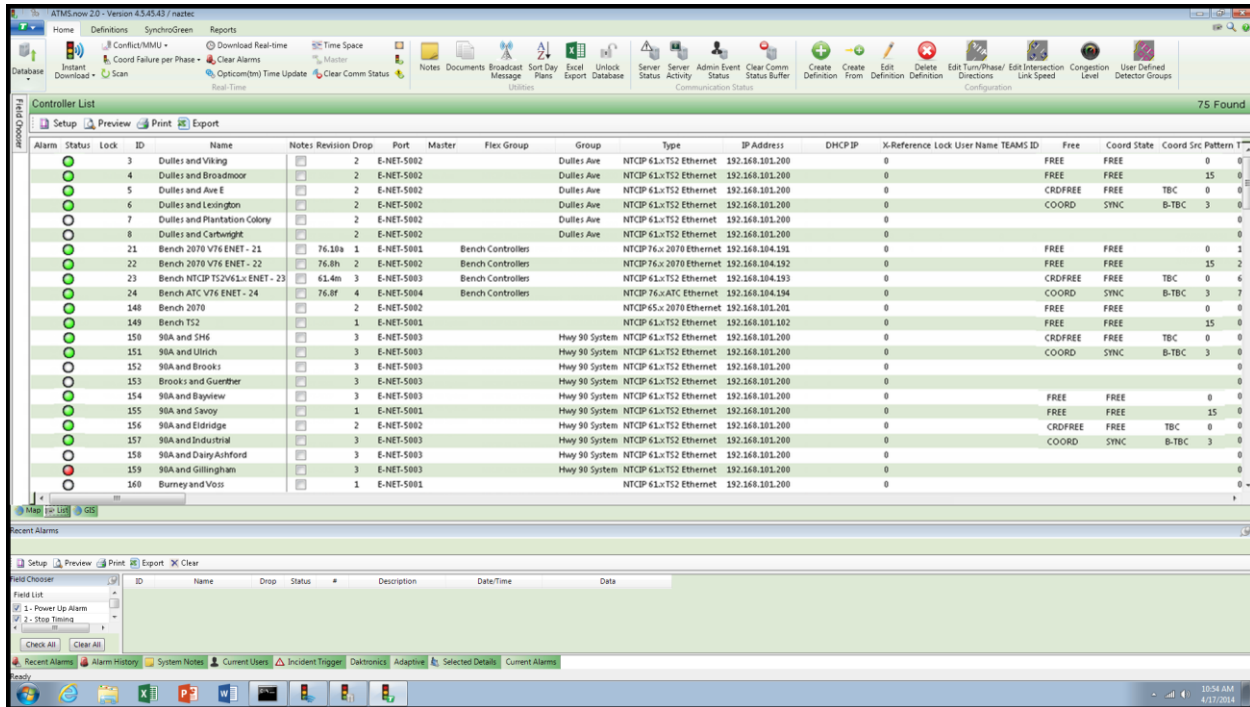 ATMS.now 2.0 - Version 4.5.45.43 / naztec
Home Definitions SynchroGreen Reports
Database
Instant Download
Conflict/MMU
Coord Failure per Phase
Scan
Download Real-time
Clear Alarms
Opticom(tm) Time Update
Time Space
Master
Clear Comm Status
Real-Time
Notes
Documents
Broadcast Message
Sort Day Plans
Excel Export
Unlock Database
Utilities
Server Status
Server Activity
Admin Event Status
Clear Comm Status Buffer
Communication Status
Create Definition
Create From
Edit Definition
Delete Definition
Edit Turn/Phase/ Directions
Edit Intersection Link Speed
Congestion Level
User Defined Detector Groups
Configuration
Field Chooser
Controller List 75 Found
Setup Preview Print Export
Alarm Status Lock ID Name Notes Revision Drop Port Master Flex Group Group Type IP Address DHCP IP X-Reference Lock User Name TEAMS ID Free Coord State Coord Src Pattern T
3 Dulles and Viking 2 E-NET-5002 Dulles Ave NTCIP 61.x TS2 Ethernet 192.168.101.200 0 FREE FREE 0 0
4 Dulles and Broadmoor 2 E-NET-5002 Dulles Ave NTCIP 61.x TS2 Ethernet 192.168.101.200 0 FREE FREE 15 0
5 Dulles and Ave E 2 E-NET-5002 Dulles Ave NTCIP 61.x TS2 Ethernet 192.168.101.200 0 CRDFREE FREE TBC 0 0
6 Dulles and Lexington 2 E-NET-5002 Dulles Ave NTCIP 61.x TS2 Ethernet 192.168.101.200 0 COORD SYNC B-TBC 3 0
7 Dulles and Plantation Colony 2 E-NET-5002 Dulles Ave NTCIP 61.x TS2 Ethernet 192.168.101.200 0 0
8 Dulles and Cartwright 2 E-NET-5002 Dulles Ave NTCIP 61.x TS2 Ethernet 192.168.101.200 0 0
21 Bench 2070 V76 ENET - 21 76.10a 1 E-NET-5001 Bench Controllers NTCIP 76.x 2070 Ethernet 192.168.104.191 0 FREE FREE 0 1
22 Bench 2070 V76 ENET - 22 76.8h 2 E-NET-5002 Bench Controllers NTCIP 76.x 2070 Ethernet 192.168.104.192 0 FREE FREE 15 2
23 Bench NTCIP TS2V61.x ENET - 23 61.4m 3 E-NET-5003 Bench Controllers NTCIP 61.x TS2 Ethernet 192.168.104.193 0 CRDFREE FREE TBC 0 6
24 Bench ATC V76 ENET - 24 76.8f 4 E-NET-5004 Bench Controllers NTCIP 76.x ATC Ethernet 192.168.104.194 0 COORD SYNC B-TBC 3 7
148 Bench 2070 2 E-NET-5002 NTCIP 65.x 2070 Ethernet 192.168.101.201 0 FREE FREE 0 0
149 Bench TS2 1 E-NET-5001 NTCIP 61.x TS2 Ethernet 192.168.101.102 0 FREE FREE 15 0
150 90A and SH6 3 E-NET-5003 Hwy 90 System NTCIP 61.x TS2 Ethernet 192.168.101.200 0 CRDFREE FREE TBC 0 0
151 90A and Ulrich 3 E-NET-5003 Hwy 90 System NTCIP 61.x TS2 Ethernet 192.168.101.200 0 COORD SYNC B-TBC 3 0
152 90A and Brooks 3 E-NET-5003 Hwy 90 System NTCIP 61.x TS2 Ethernet 192.168.101.200 0 0
153 Brooks and Guenther 3 E-NET-5003 Hwy 90 System NTCIP 61.x TS2 Ethernet 192.168.101.200 0 0
154 90A and Bayview 3 E-NET-5003 Hwy 90 System NTCIP 61.x TS2 Ethernet 192.168.101.200 0 FREE FREE 0 0
155 90A and Savoy 1 E-NET-5001 Hwy 90 System NTCIP 61.x TS2 Ethernet 192.168.101.200 0 FREE FREE 15 0
156 90A and Eldridge 2 E-NET-5002 Hwy 90 System NTCIP 61.x TS2 Ethernet 192.168.101.200 0 CRDFREE FREE TBC 0 0
157 90A and Industrial 3 E-NET-5003 Hwy 90 System NTCIP 61.x TS2 Ethernet 192.168.101.200 0 COORD SYNC B-TBC 3 0
158 90A and Dairy Ashford 3 E-NET-5003 Hwy 90 System NTCIP 61.x TS2 Ethernet 192.168.101.200 0 0
159 90A and Gillingham 3 E-NET-5003 Hwy 90 System NTCIP 61.x TS2 Ethernet 192.168.101.200 0 0
160 Burney and Voss 1 E-NET-5001 NTCIP 61.x TS2 Ethernet 192.168.101.200 0 0
Map List GIS
Recent Alarms
Setup Preview Print Export Clear
Field Chooser
Field List
1 - Power Up Alarm
2 - Stop Timing
Check All Clear All
ID Name Drop Status # Description Date/Time Data
Recent Alarms Alarm History System Notes Current Users Incident Trigger Daktronics Adaptive Selected Details Current Alarms
Ready
10:54 AM
4/17/2014